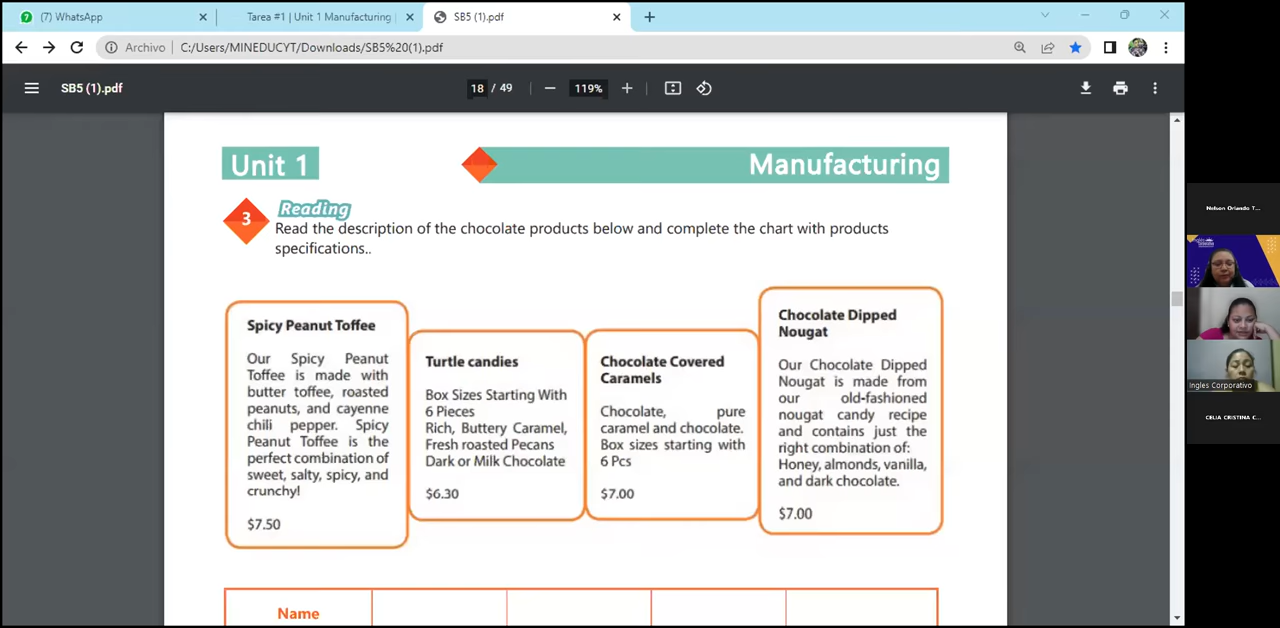 (7) WhatsApp
Tarea #1 | Unit 1 Manufacturing |
SB5 (1).pdf
Archivo
C:/Users/MINEDUCYT/Downloads/SB5%20(1).pdf
SB5 (1).pdf
18 / 49
119%
Unit 1
Manufacturing
3
Reading
Read the description of the chocolate products below and complete the chart with products
specifications..
Spicy Peanut Toffee
Our Spicy Peanut
Toffee is made with
butter toffee, roasted
peanuts, and cayenne
chili pepper. Spicy
Peanut Toffee is the
perfect combination of
sweet, salty, spicy, and
crunchy!
$7.50
Turtle candies
Box Sizes Starting With
6 Pieces
Rich, Buttery Caramel,
Fresh roasted Pecans
Dark or Milk Chocolate
$6.30
Chocolate Covered
Caramels
Chocolate, pure
caramel and chocolate.
Box sizes starting with
6 Pcs
$7.00
Chocolate Dipped
Nougat
Our Chocolate Dipped
Nougat is made from
our old-fashioned
nougat candy recipe
and contains just the
right combination of:
Honey, almonds, vanilla,
and dark chocolate.
$7.00
Name
Nelson Orlando T...
Ingles Corporativo
CELIA CRISTINA C...